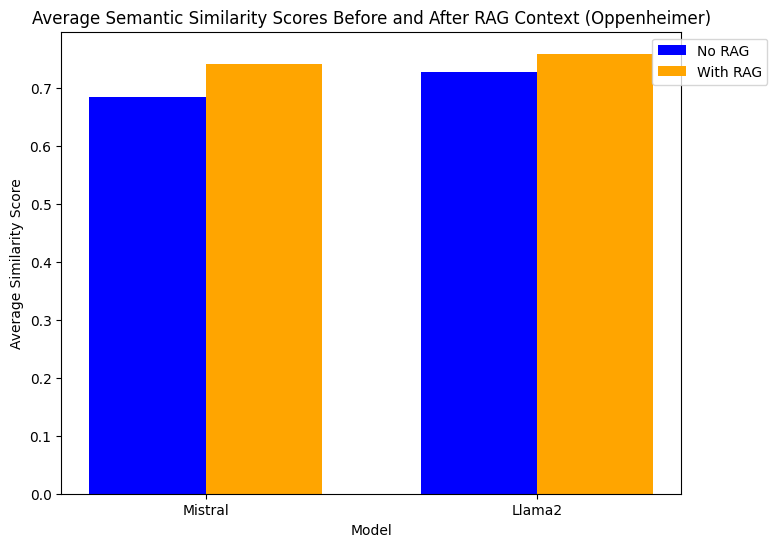 Average Semantic Similarity Scores Before and After RAG Context (Oppenheimer)
No RAG
With RAG
0.7
0.6
0.5
0.4
0.3
0.2
0.1
0.0
Average Similarity Score
Mistral
Llama2
Model